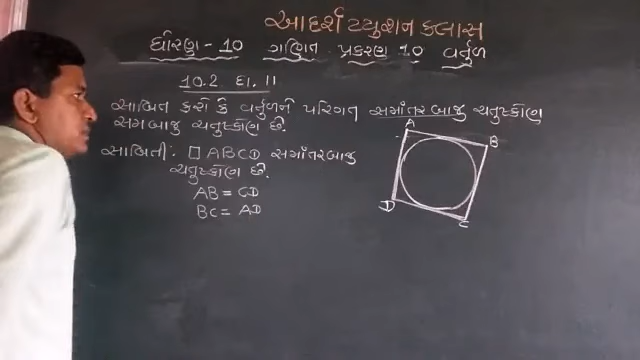 આદર્શ ટ્યુશન ક્લાસ
ધોરણ - 10 ગણિત પ્રકરણ 10 વર્તુળ
10.2 દા. 11
સાબિત કરો કે વર્તુળને પરિગત સમાંતર બાજુ ચતુષ્કોણ
સમબાજુ ચતુષ્કોણ છે.
સાબિતી: □ ABCD સમાંતરબાજુ
ચતુષ્કોણ છે.
AB = CD
BC = AD
A
B
D
C